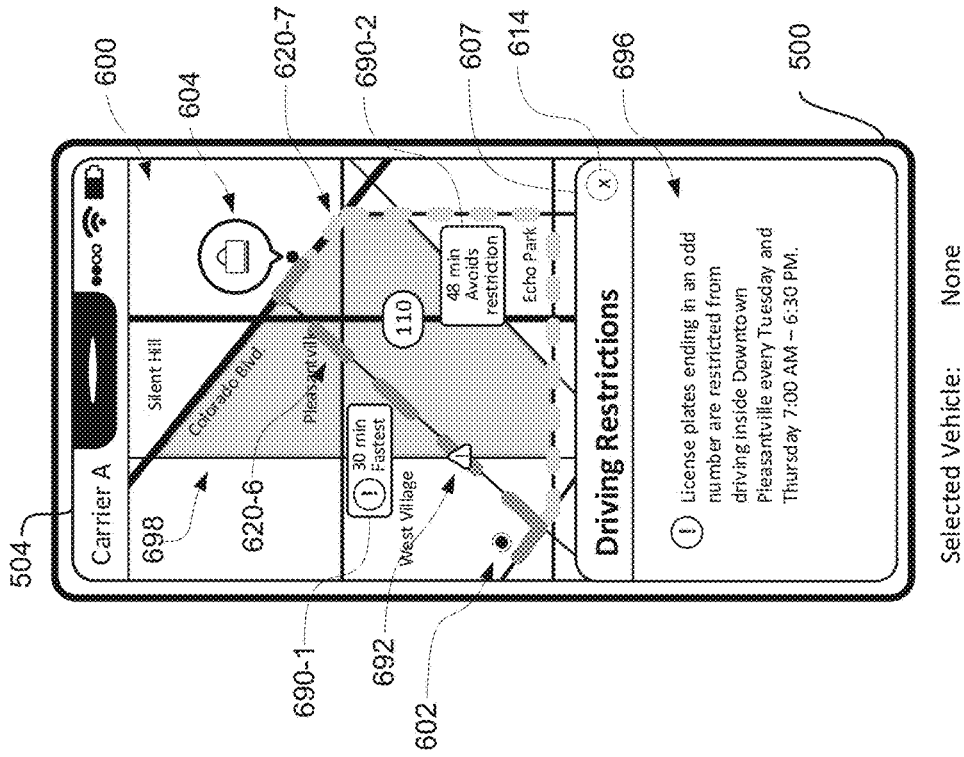 504
Carrier A
600
604
698
620-6
620-7
Silent Hill
Colorado Blvd
Pleasantville
690-1
30 min
Fastest
!
110
690-2
48 min
Avoids
restriction
Echo Park
West Village
692
602
607
614
Driving Restrictions
x
696
!
License plates ending in an odd
number are restricted from
driving inside Downtown
Pleasantville every Tuesday and
Thursday 7:00 AM – 6:30 PM.
500
Selected Vehicle: None